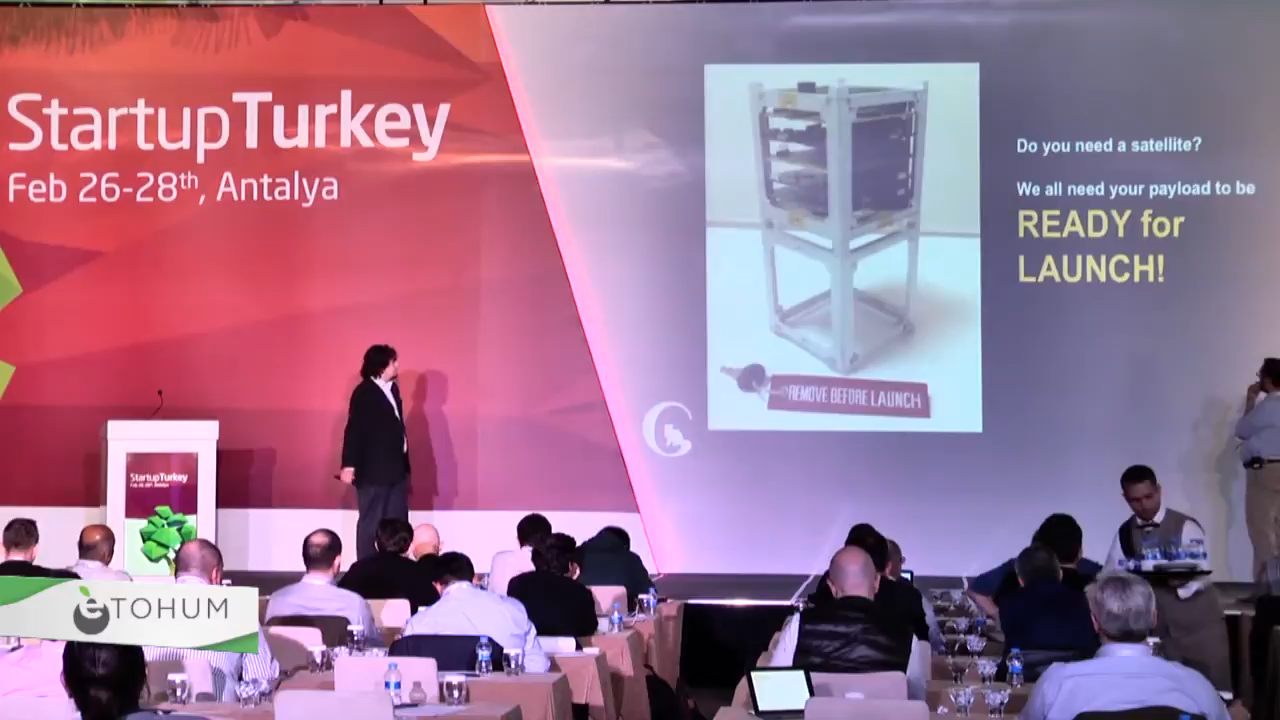 StartupTurkey
Feb 26-28th, Antalya
Do you need a satellite?
We all need your payload to be
READY for
LAUNCH!
REMOVE BEFORE LAUNCH
StartupTurkey
eTOHUM